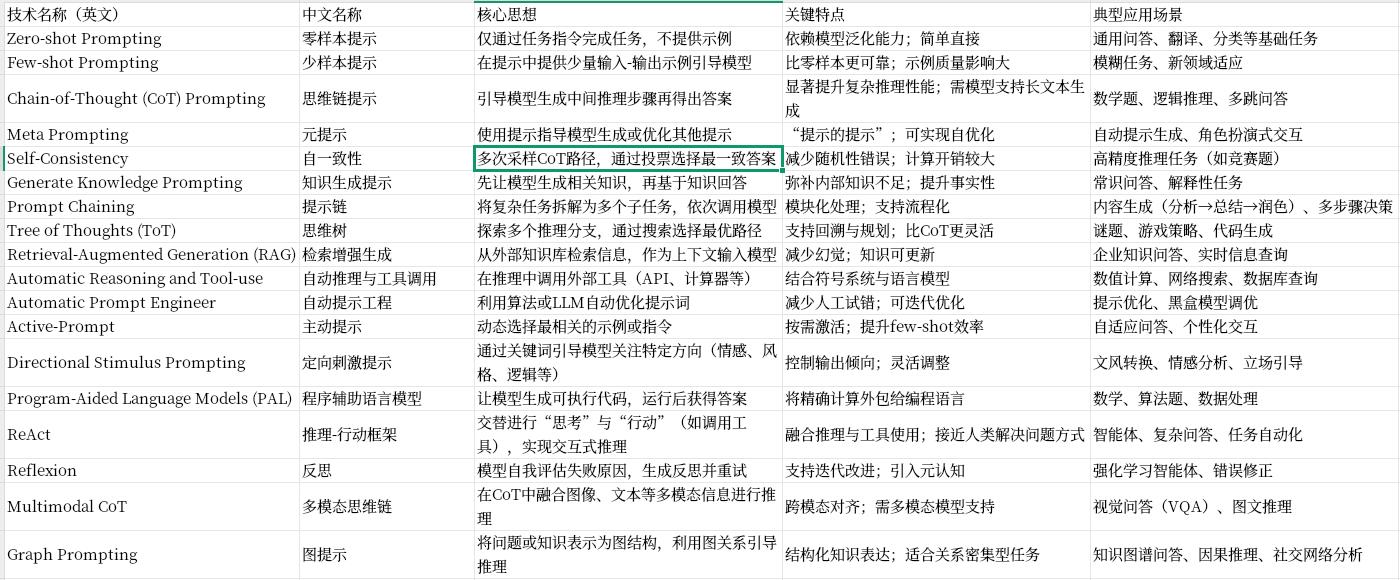 技术名称（英文） 中文名称 核心思想 关键特点 典型应用场景
Zero-shot Prompting 零样本提示 仅通过任务指令完成任务，不提供示例 依赖模型泛化能力；简单直接 通用问答、翻译、分类等基础任务
Few-shot Prompting 少样本提示 在提示中提供少量输入-输出示例引导模型 比零样本更可靠；示例质量影响大 模糊任务、新领域适应
Chain-of-Thought (CoT) Prompting 思维链提示 引导模型生成中间推理步骤再得出答案 显著提升复杂推理性能；需模型支持长文本生
成 数学题、逻辑推理、多跳问答
Meta Prompting 元提示 使用提示指导模型生成或优化其他提示 “提示的提示”；可实现自优化 自动提示生成、角色扮演式交互
Self-Consistency 自一致性 多次采样CoT路径，通过投票选择最一致答案 减少随机性错误；计算开销较大 高精度推理任务（如竞赛题）
Generate Knowledge Prompting 知识生成提示 先让模型生成相关知识，再基于知识回答 弥补内部知识不足；提升事实性 常识问答、解释性任务
Prompt Chaining 提示链 将复杂任务拆解为多个子任务，依次调用模型 模块化处理；支持流程化 内容生成（分析→总结→润色）、多步骤决策
Tree of Thoughts (ToT) 思维树 探索多个推理分支，通过搜索选择最优路径 支持回溯与规划；比CoT更灵活 谜题、游戏策略、代码生成
Retrieval-Augmented Generation (RAG) 检索增强生成 从外部知识库检索信息，作为上下文输入模型 减少幻觉；知识可更新 企业知识问答、实时信息查询
Automatic Reasoning and Tool-use 自动推理与工具调用 在推理中调用外部工具（API、计算器等） 结合符号系统与语言模型 数值计算、网络搜索、数据库查询
Automatic Prompt Engineer 自动提示工程 利用算法或LLM自动优化提示词 减少人工试错；可迭代优化 提示优化、黑盒模型调优
Active-Prompt 主动提示 动态选择最相关的示例或指令 按需激活；提升few-shot效率 自适应问答、个性化交互
Directional Stimulus Prompting 定向刺激提示 通过关键词引导模型关注特定方向（情感、风
格、逻辑等） 控制输出倾向；灵活调整 文风转换、情感分析、立场引导
Program-Aided Language Models (PAL) 程序辅助语言模型 让模型生成可执行代码，运行后获得答案 将精确计算外包给编程语言 数学、算法题、数据处理
ReAct 推理-行动框架 交替进行“思考”与“行动”（如调用工
具），实现交互式推理 融合推理与工具使用；接近人类解决问题方式 智能体、复杂问答、任务自动化
Reflexion 反思 模型自我评估失败原因，生成反思并重试 支持迭代改进；引入元认知 强化学习智能体、错误修正
Multimodal CoT 多模态思维链 在CoT中融合图像、文本等多模态信息进行推
理 跨模态对齐；需多模态模型支持 视觉问答（VQA）、图文推理
Graph Prompting 图提示 将问题或知识表示为图结构，利用图关系引导
推理 结构化知识表达；适合关系密集型任务 知识图谱问答、因果推理、社交网络分析